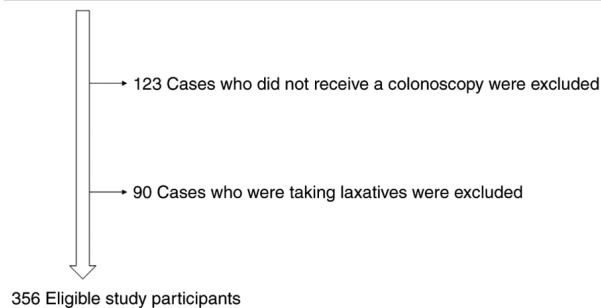 123 Cases who did not receive a colonoscopy were excluded
90 Cases who were taking laxatives were excluded
356 Eligible study participants